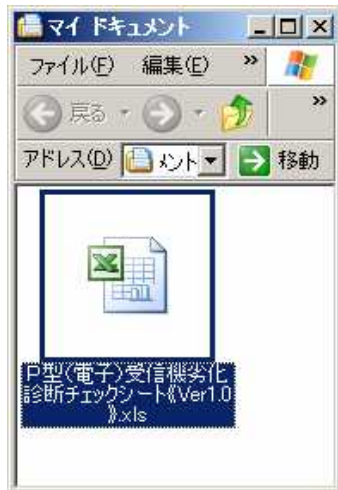 マイ ドキュメント
ファイル(F) 編集(E) »
戻る »
アドレス(D) メント 移動
P型(電子)受信機劣化
診断チェックシート《Ver1.0
》.xls